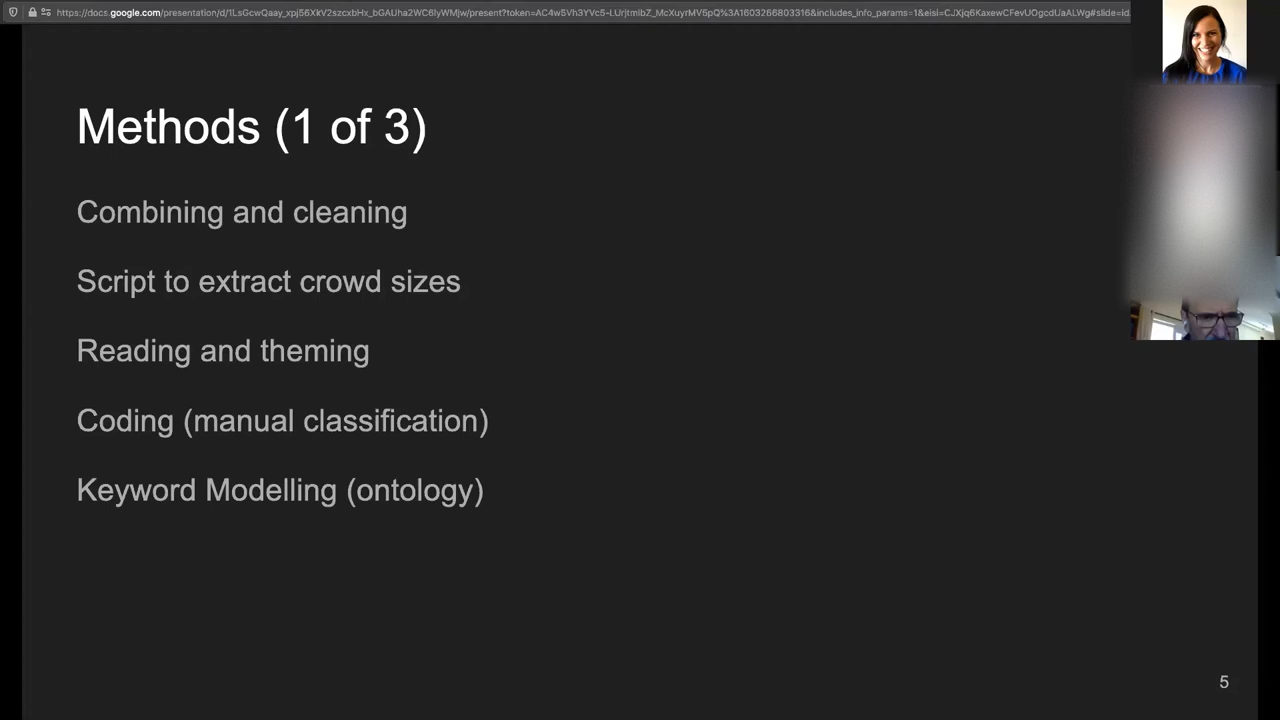 Methods (1 of 3)
Combining and cleaning
Script to extract crowd sizes
Reading and theming
Coding (manual classification)
Keyword Modelling (ontology)
5